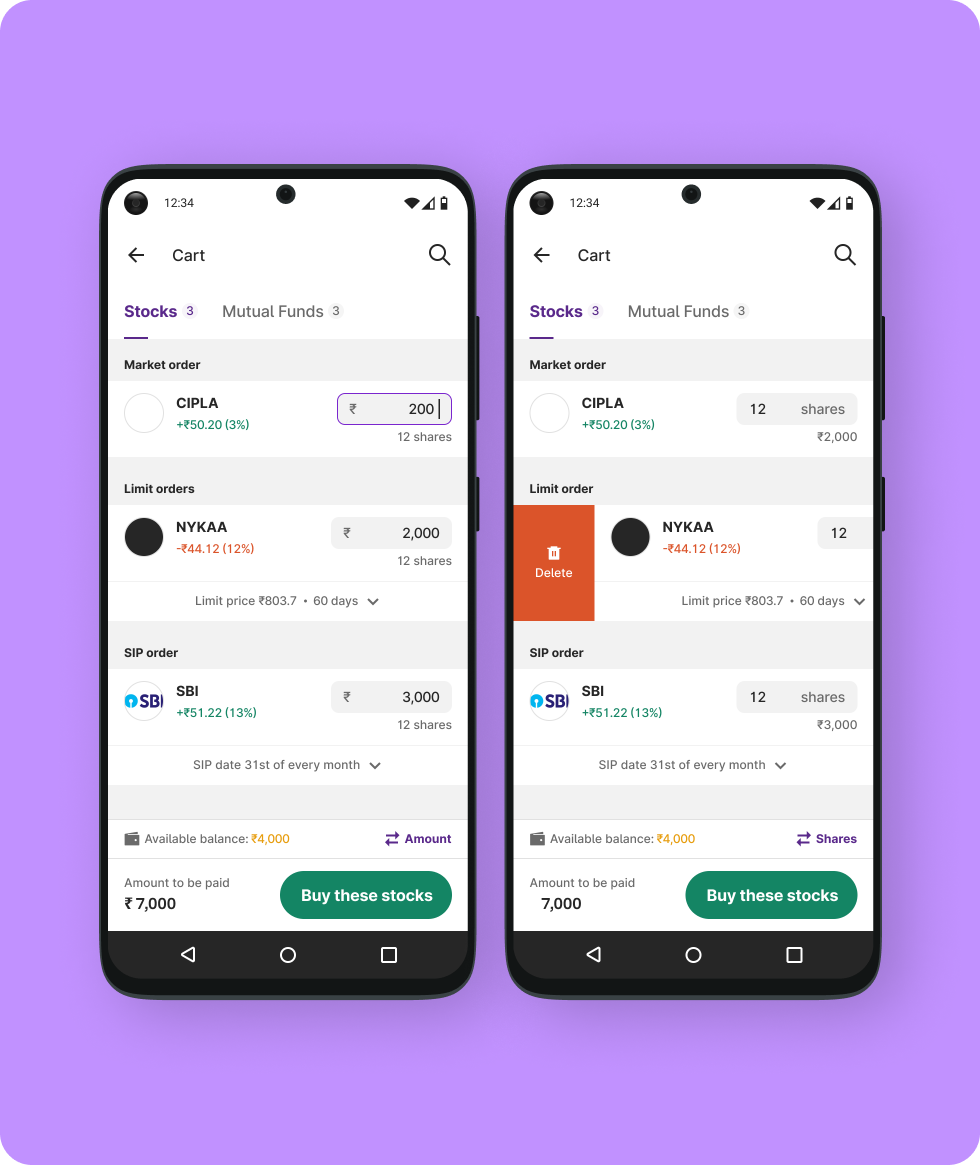 12:34
Cart
Stocks 3 Mutual Funds 3
Market order
CIPLA ₹ 200
+₹50.20 (3%)
12 shares
Limit orders
NYKAA ₹ 2,000
-₹44.12 (12%)
12 shares
Limit price ₹803.7 • 60 days
SIP order
SBI
SBI ₹ 3,000
+₹51.22 (13%)
12 shares
SIP date 31st of every month
Available balance: ₹4,000 Amount
Amount to be paid
₹ 7,000
Buy these stocks
12:34
Cart
Stocks 3 Mutual Funds 3
Market order
CIPLA 12 shares
+₹50.20 (3%)
₹2,000
Limit order
NYKAA 12
-₹44.12 (12%)
Delete
Limit price ₹803.7 • 60 days
SIP order
SBI
SBI 12 shares
+₹51.22 (13%)
₹3,000
SIP date 31st of every month
Available balance: ₹4,000 Shares
Amount to be paid
7,000
Buy these stocks